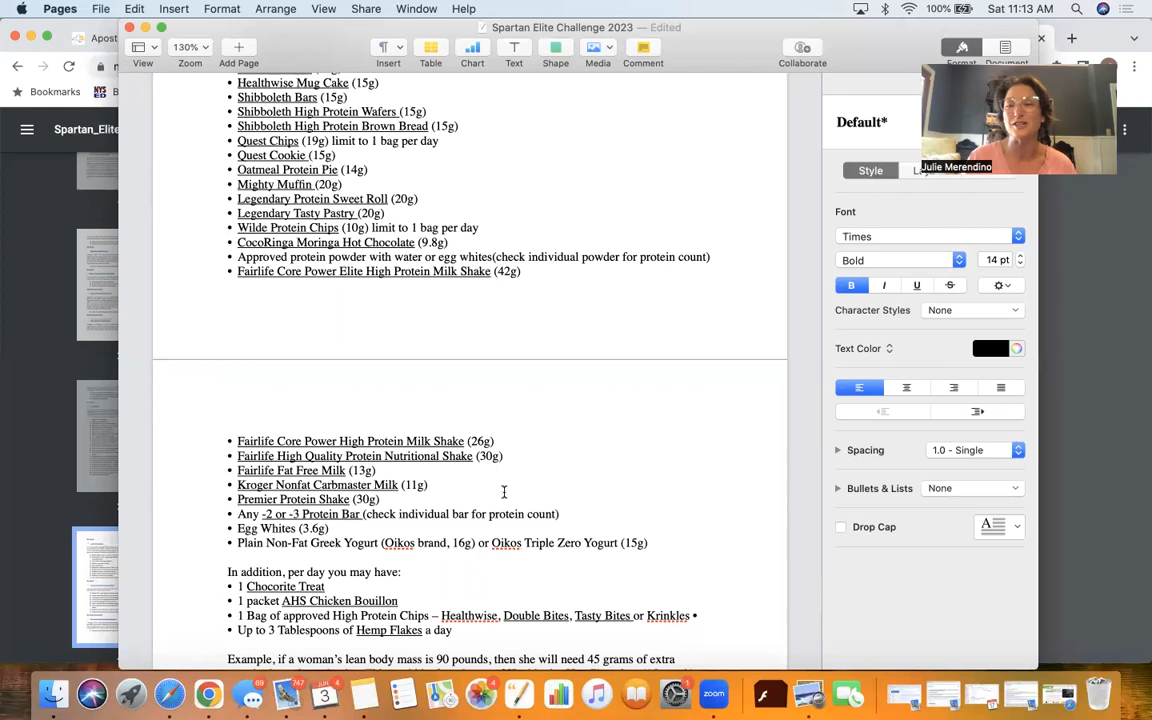 Pages File Edit Insert Format Arrange View Share Window Help 100% Sat 11:13 AM
Apost
Bookmarks NYS ED
Spartan_Elite
Spartan Elite Challenge 2023 — Edited
130%
View Zoom Add Page Insert Table Chart Text Shape Media Comment Collaborate Format Document
• Healthwise Mug Cake (15g)
• Shibboleth Bars (15g)
• Shibboleth High Protein Wafers (15g)
• Shibboleth High Protein Brown Bread (15g)
• Quest Chips (19g) limit to 1 bag per day
• Quest Cookie (15g)
• Oatmeal Protein Pie (14g)
• Mighty Muffin (20g)
• Legendary Protein Sweet Roll (20g)
• Legendary Tasty Pastry (20g)
• Wilde Protein Chips (10g) limit to 1 bag per day
• CocoRinga Moringa Hot Chocolate (9.8g)
• Approved protein powder with water or egg whites(check individual powder for protein count)
• Fairlife Core Power Elite High Protein Milk Shake (42g)
• Fairlife Core Power High Protein Milk Shake (26g)
• Fairlife High Quality Protein Nutritional Shake (30g)
• Fairlife Fat Free Milk (13g)
• Kroger Nonfat Carbmaster Milk (11g)
• Premier Protein Shake (30g)
• Any -2 or -3 Protein Bar (check individual bar for protein count)
• Egg Whites (3.6g)
• Plain Non-Fat Greek Yogurt (Oikos brand, 16g) or Oikos Triple Zero Yogurt (15g)
In addition, per day you may have:
• 1 Chocorite Treat
• 1 packet AHS Chicken Bouillon
• 1 Bag of approved High Protein Chips – Healthwise, Double Bites, Tasty Bites or Krinkles •
• Up to 3 Tablespoons of Hemp Flakes a day
Example, if a woman's lean body mass is 90 pounds, then she will need 45 grams of extra
Julie Merendino
Default*
Style
Font
Times
Bold 14 pt
B I U S
Character Styles None
Text Color
Spacing 1.0 - Single
Bullets & Lists None
Drop Cap
69 747 JUN 3 4 4 1 zoom